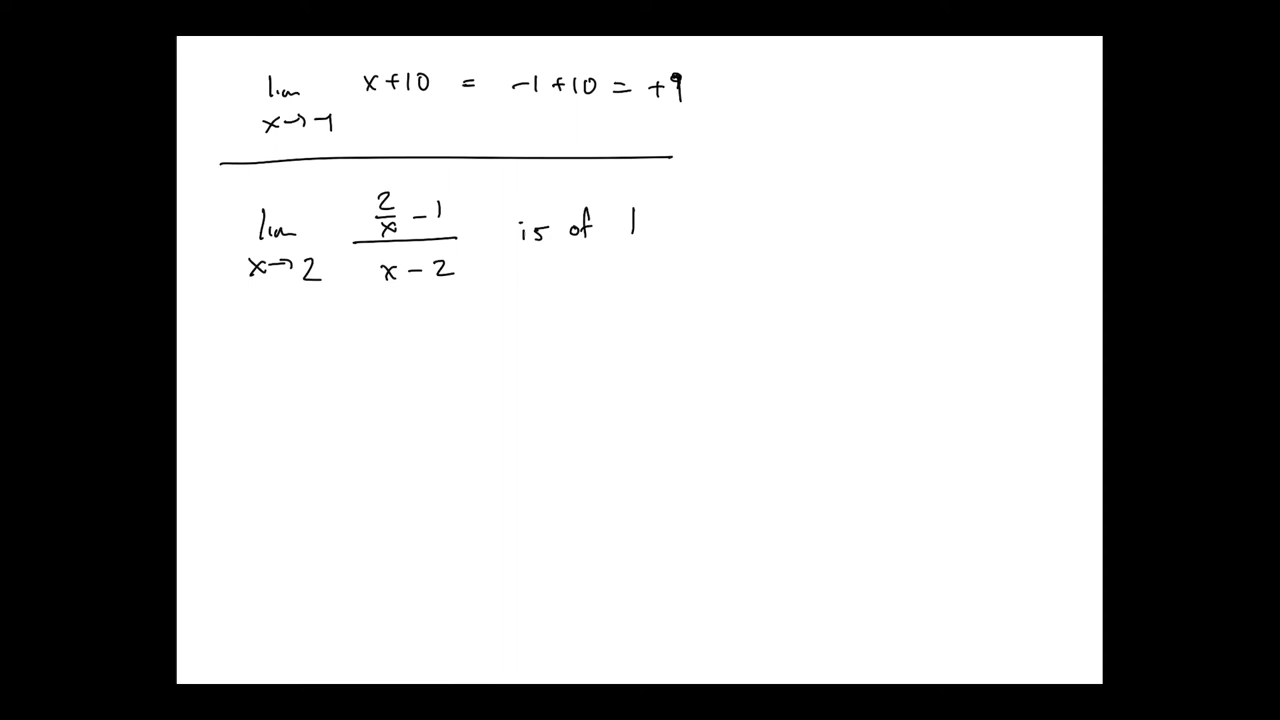 lim x→-1 x+10 = -1+10 = +9
lim x→2 (2/x - 1)/(x-2) is of 1